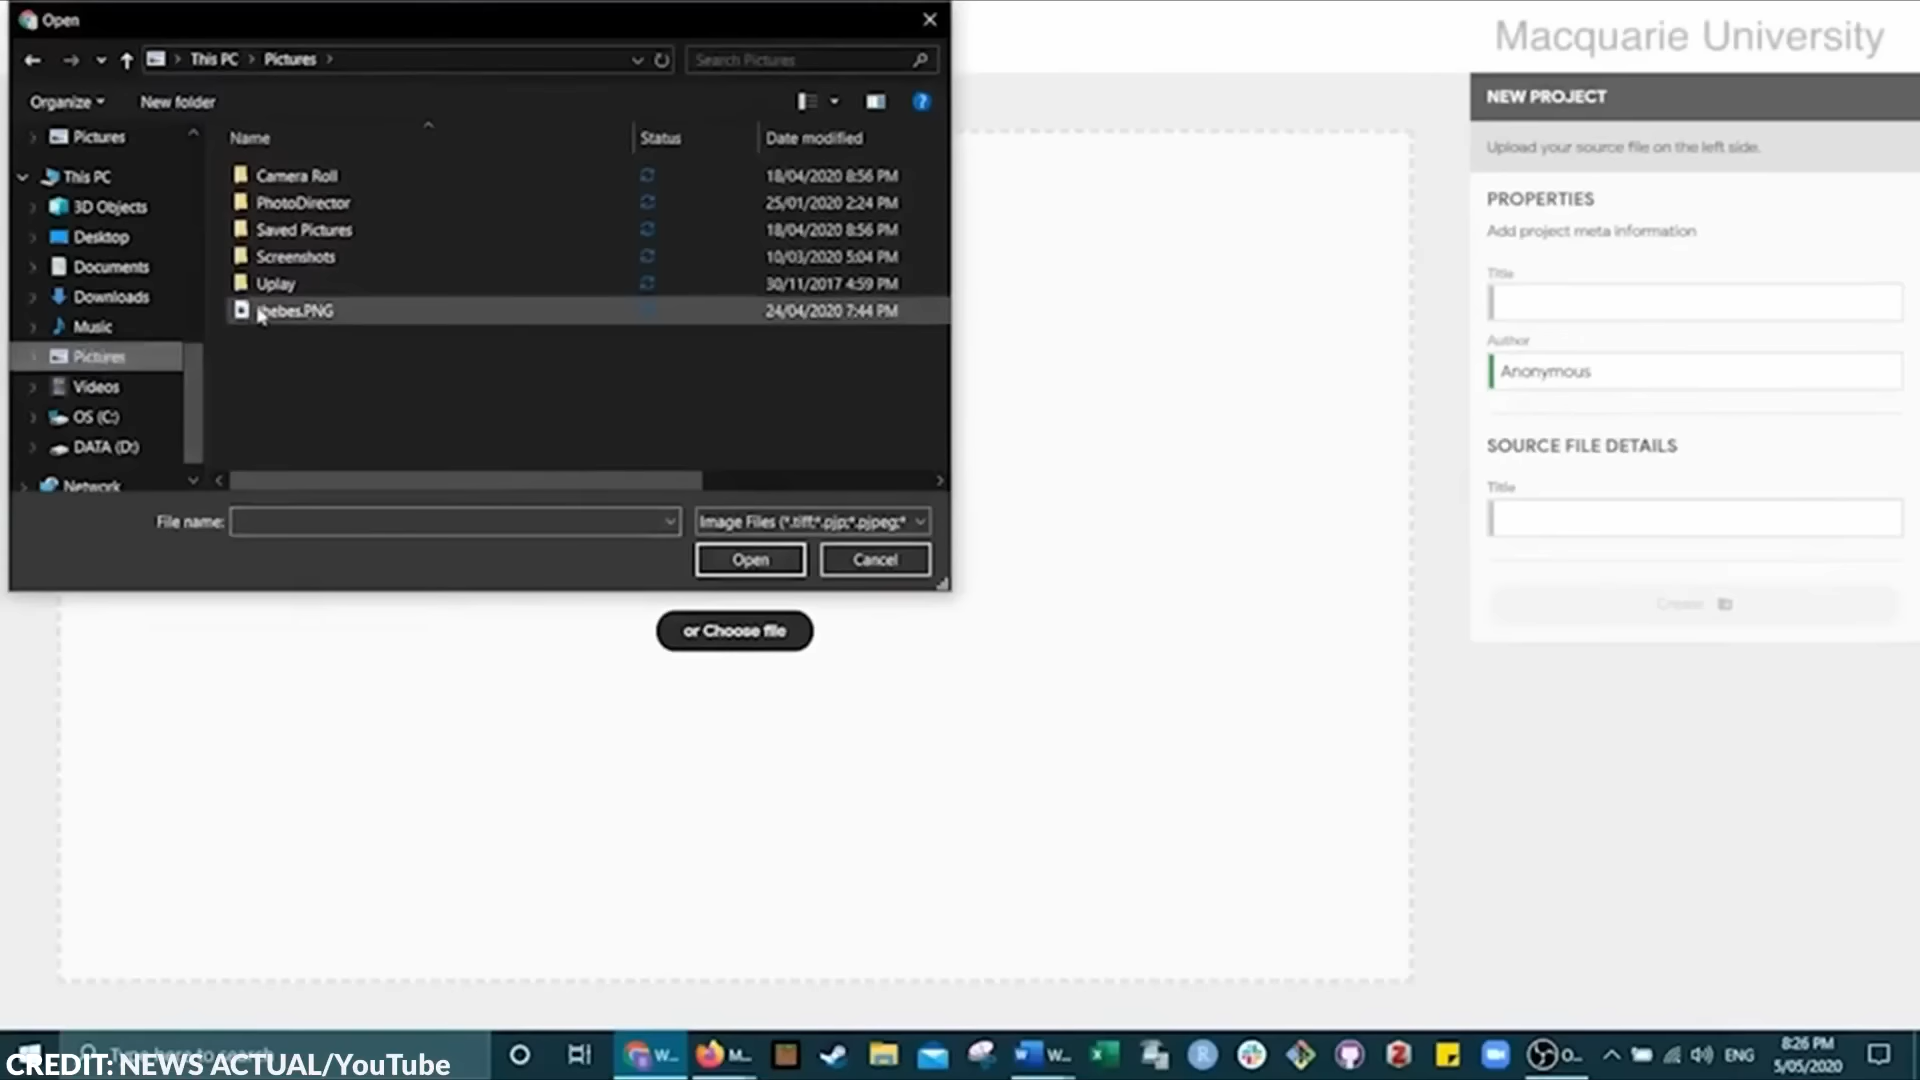 Open
Macquarie University
This PC > Pictures >
Search Pictures
Organize
New folder
Name
Status
Date modified
Pictures
This PC
3D Objects
Desktop
Documents
Downloads
Music
Pictures
Videos
OS (C:)
DATA (D:)
Network
Camera Roll 18/04/2020 8:56 PM
PhotoDirector 25/01/2020 2:24 PM
Saved Pictures 18/04/2020 8:56 PM
Screenshots 10/03/2020 5:04 PM
Uplay 30/11/2017 4:59 PM
24/04/2020 7:44 PM
File name:
Image Files (*.tiff;*.pjp;*.pjpeg;*
Open
Cancel
or Choose file
NEW PROJECT
Upload your source file on the left side.
PROPERTIES
Add project meta information
Title
Author
Anonymous
SOURCE FILE DETAILS
Title
Create
Type here to search
W...
M...
W...
O...
ENG
8:26 PM
5/05/2020
CREDIT: NEWS ACTUAL/YouTube